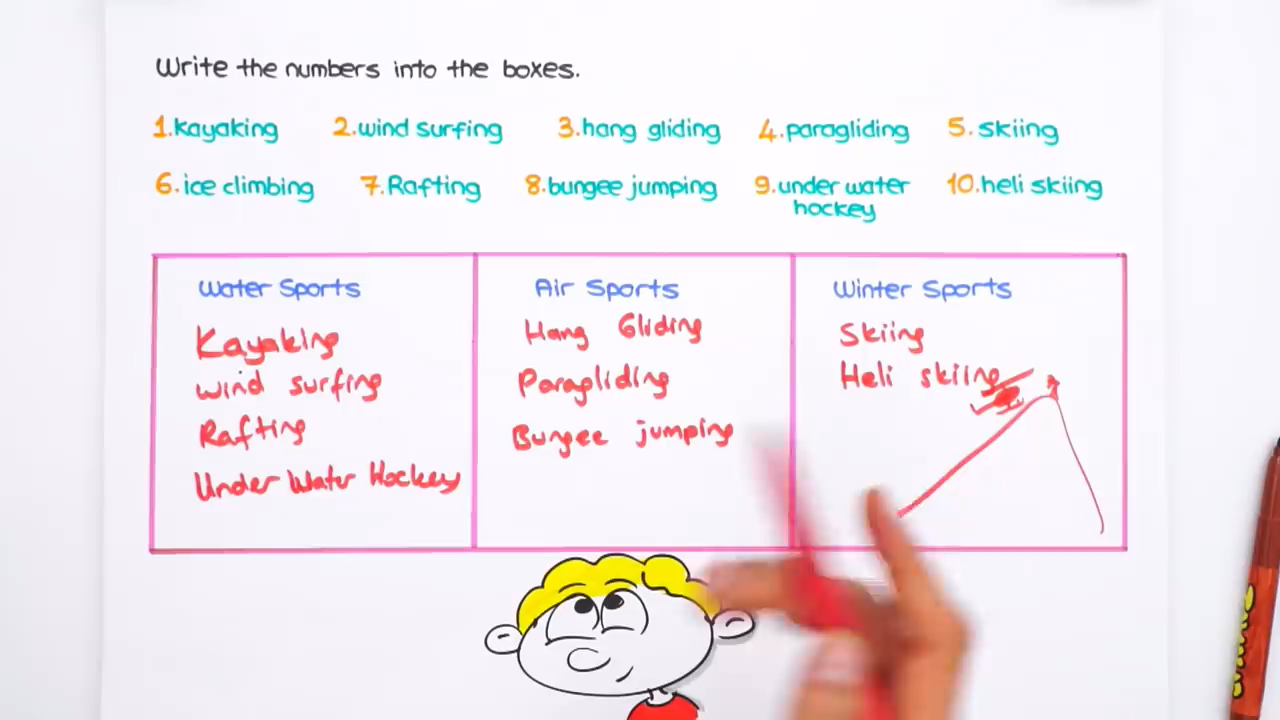 Write the numbers into the boxes.
1.kayaking 2.wind surfing 3.hang gliding 4.paragliding 5.skiing
6.ice climbing 7.Rafting 8.bungee jumping 9.under water hockey 10.heli skiing
Water Sports
Kayaking
Wind surfing
Rafting
Under Water Hockey
Air Sports
Hang Gliding
Paragliding
Bungee jumping
Winter Sports
Skiing
Heli skiing